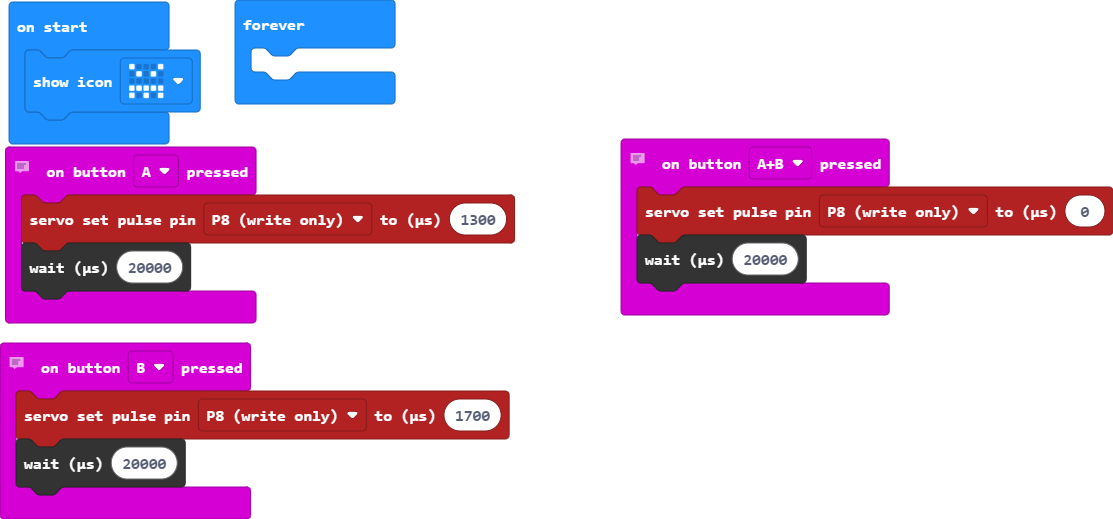 on start
show icon
forever
on button A pressed
servo set pulse pin P8 (write only) to (µs) 1300
wait (µs) 20000
on button A+B pressed
servo set pulse pin P8 (write only) to (µs) 0
wait (µs) 20000
on button B pressed
servo set pulse pin P8 (write only) to (µs) 1700
wait (µs) 20000